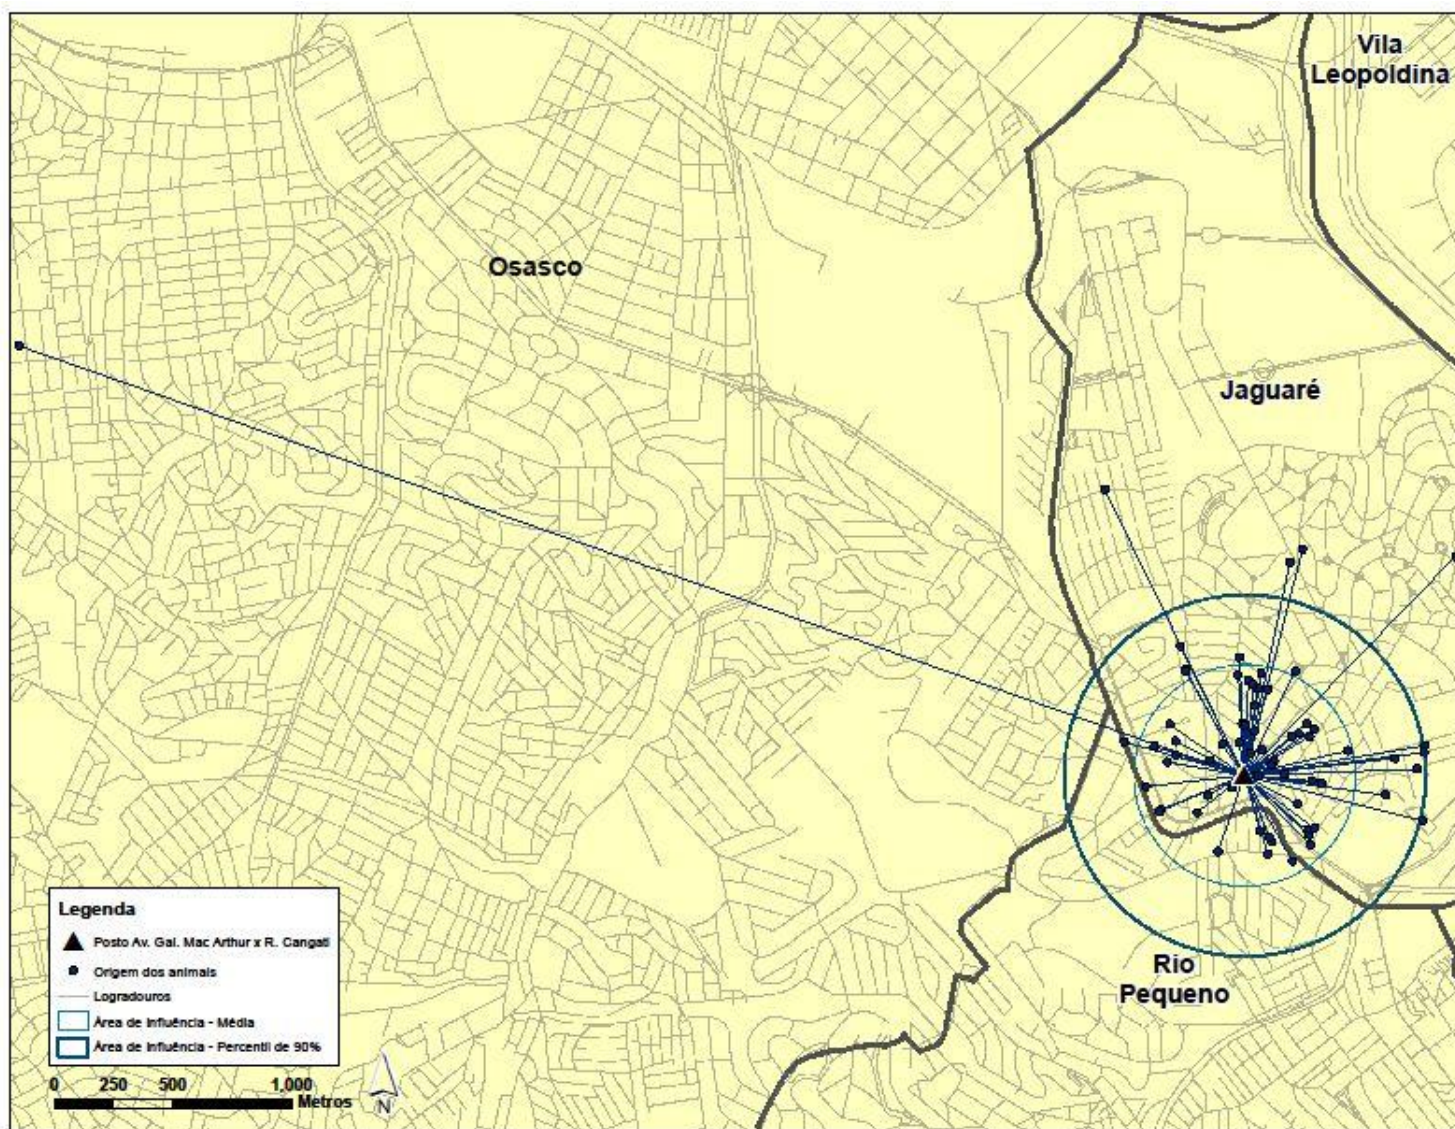 Vila
Leopoldina
Osasco
Jaguaré
Rio
Pequeno
Legenda
Posto Av. Gal. Mac Arthur x R. Cangati
Origem dos animais
Logradouros
Área de Influência - Média
Área de Influência - Percentil de 90%
0 250 500 1,000
Metros
N